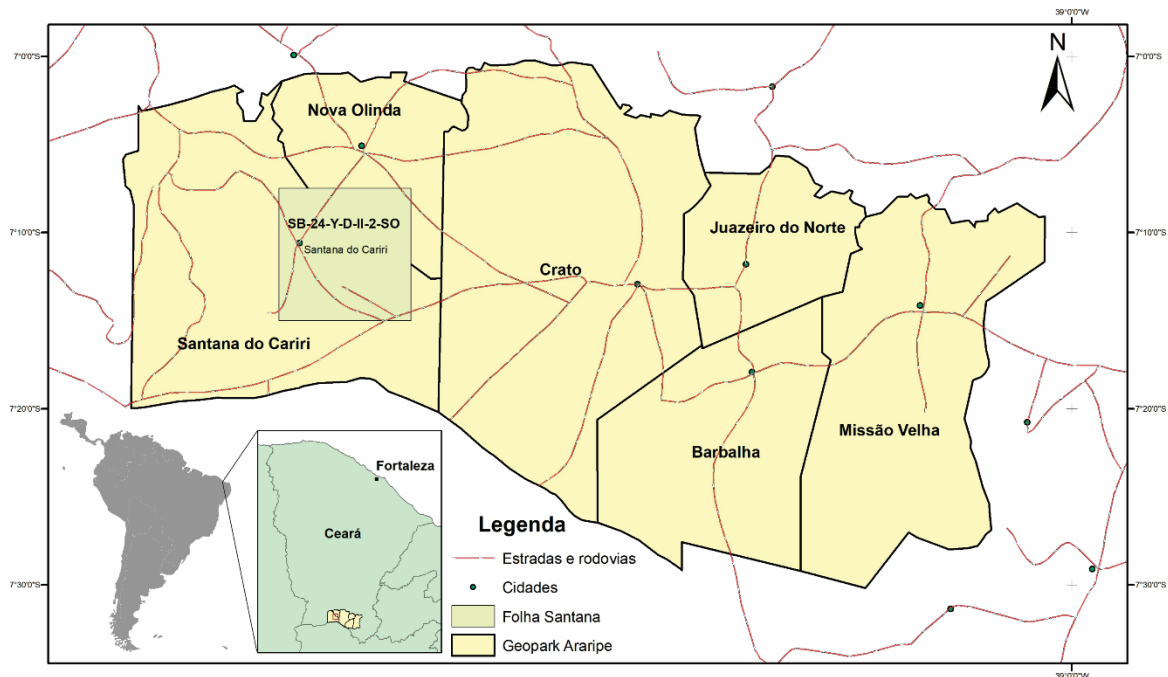 39°0'0"W
7°0'0"S
7°0'0"S
N
Nova Olinda
SB-24-Y-D-II-2-SO
Santana do Cariri
7°10'0"S
7°10'0"S
Juazeiro do Norte
Crato
Santana do Cariri
7°20'0"S
7°20'0"S
Missão Velha
Barbalha
Fortaleza
Ceará
Legenda
Estradas e rodovias
Cidades
Folha Santana
Geopark Araripe
7°30'0"S
7°30'0"S
39°0'0"W